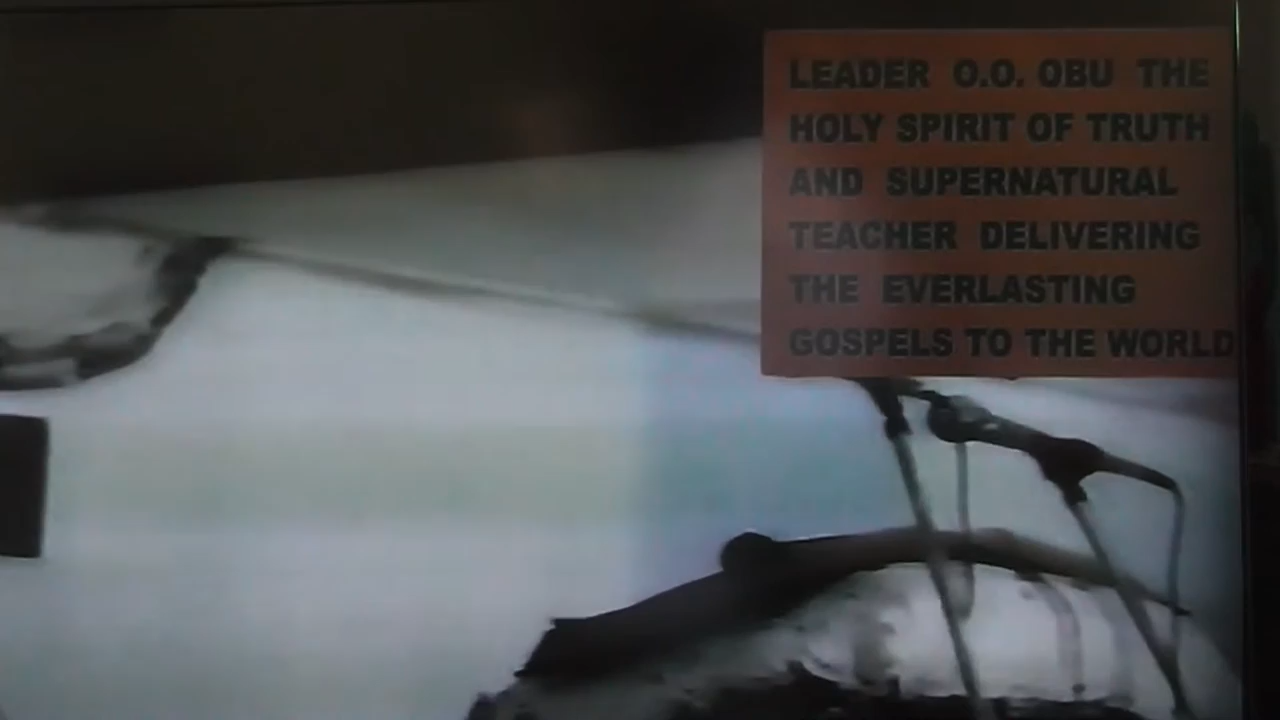 LEADER O.O. OBU THE
HOLY SPIRIT OF TRUTH
AND SUPERNATURAL
TEACHER DELIVERING
THE EVERLASTING
GOSPELS TO THE WORLD